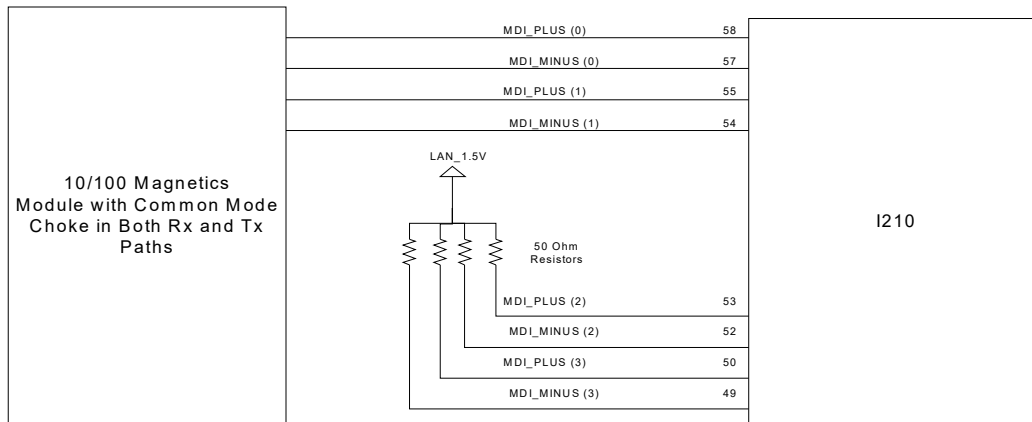 MDI_PLUS (0) 58
MDI_MINUS (0) 57
MDI_PLUS (1) 55
MDI_MINUS (1) 54
LAN_1.5V
10/100 Magnetics
Module with Common Mode
Choke in Both Rx and Tx
Paths
I210
50 Ohm
Resistors
MDI_PLUS (2) 53
MDI_MINUS (2) 52
MDI_PLUS (3) 50
MDI_MINUS (3) 49